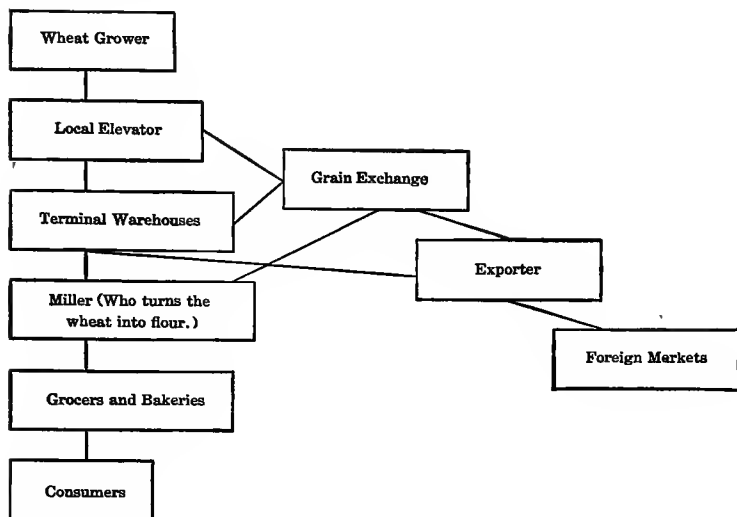 Wheat Grower
Local Elevator
Grain Exchange
Terminal Warehouses
Exporter
Miller (Who turns the
wheat into flour.)
Foreign Markets
Grocers and Bakeries
Consumers